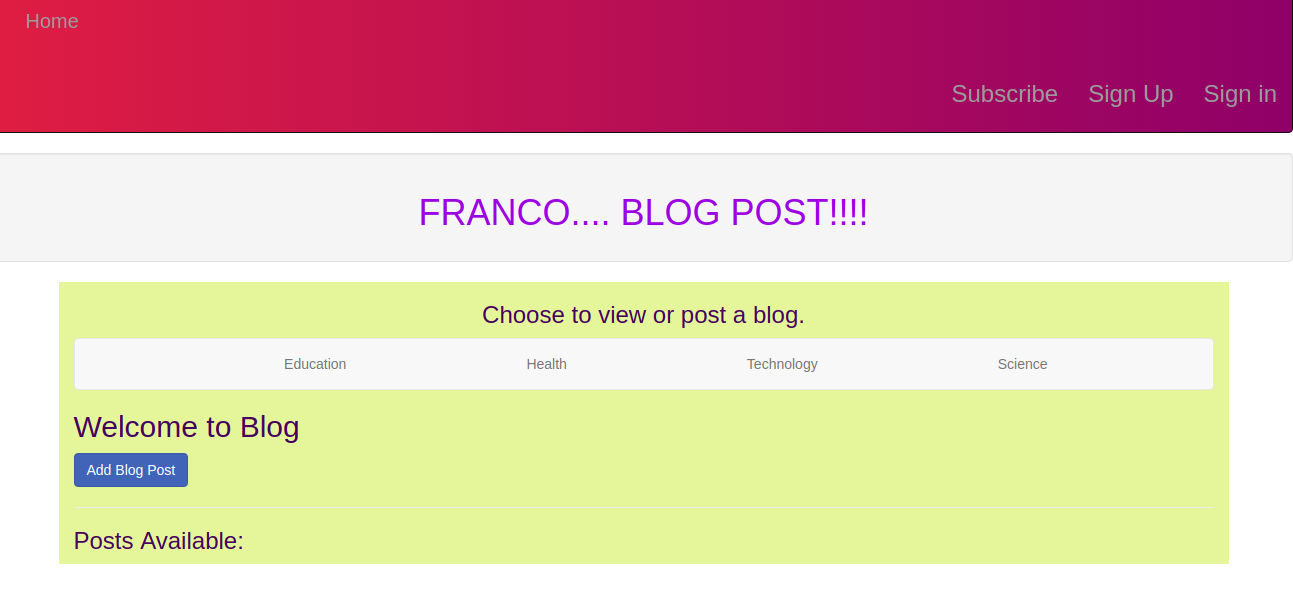 Home
Subscribe Sign Up Sign in
FRANCO.... BLOG POST!!!!
Choose to view or post a blog.
Education Health Technology Science
Welcome to Blog
Add Blog Post
Posts Available: